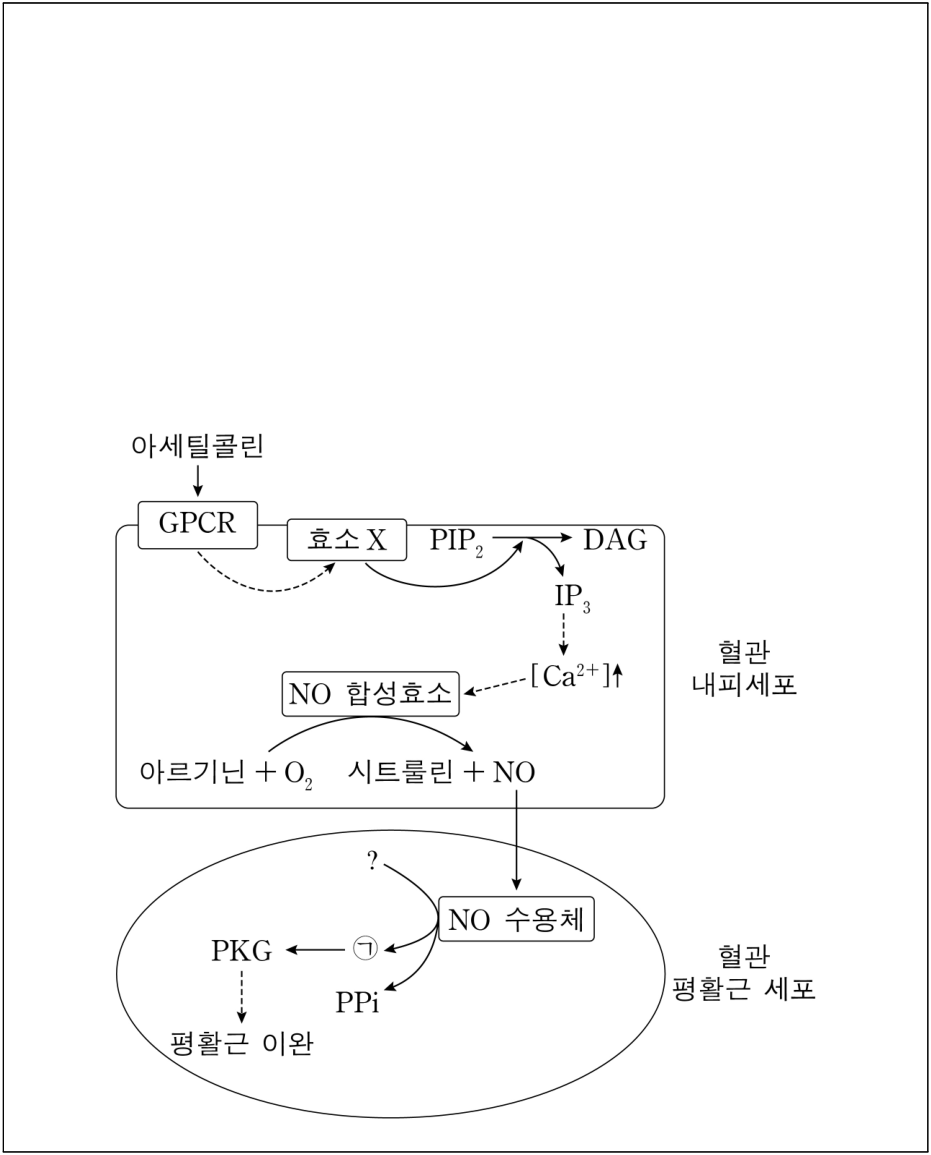 아세틸콜린
GPCR
효소 X
PIP₂
DAG
IP₃
[Ca²⁺]↑
NO 합성효소
아르기닌 + O₂
시트룰린 + NO
혈관
내피세포
?
NO 수용체
PKG
㉠
PPi
평활근 이완
혈관
평활근 세포